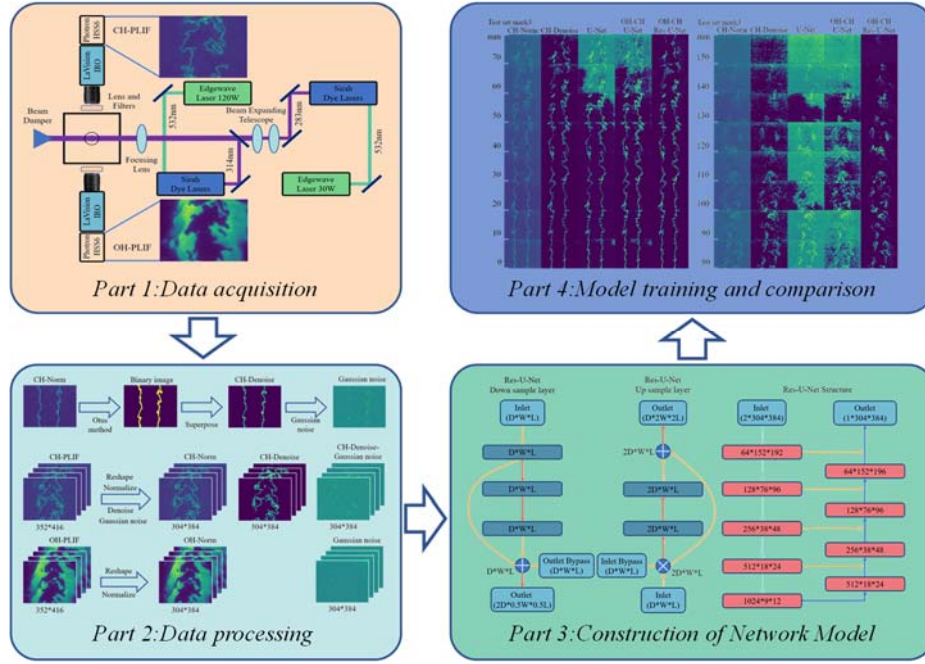 Photron
HSS6
CH-PLIF
LaVision
IRO
Lens and
Filters
Edgewave
Laser 120W
Sirah
Dye Lasers
Beam
Damper
Beam Expanding
Telescope
532nm
283nm
Focusing
Lens
314nm
532nm
Sirah
Dye Lasers
Edgewave
Laser 30W
LaVision
IRO
Photron
HSS6
OH-PLIF
Part 1:Data acquisition
CH-Norm
Binary image
CH-Denoise
Gaussian noise
Otus
method
Superpose
Gaussian
noise
CH-PLIF
CH-Norm
CH-Denoise
CH-Denoise-
Gaussian noise
Reshape
Normalize
Denoise
Gaussian noise
352*416
304*384
304*384
OH-PLIF
OH-Norm
Reshape
Normalize
352*416
304*384
304*384
Part 2:Data processing
Res-U-Net
Down sample layer
Inlet
(D*W*L)
D*W*L
D*W*L
D*W*L
D*W*L
Outlet Bypass
(D*W*L)
Outlet
(2D*0.5W*0.5L)
Res-U-Net
Up sample layer
Outlet
(D*2W*2L)
2D*W*L
D*W*L
2D*W*L
2D*W*L
Inlet Bypass
(D*W*L)
2D*W*L
Inlet
(D*W*L)
Res-U-Net Structure
Inlet
(2*304*384)
Outlet
(1*304*384)
64*152*192
64*152*196
128*76*96
128*76*96
256*38*48
256*38*48
512*18*24
512*18*24
1024*9*12
Part 3:Construction of Network Model
CH-Norm
CH-Denoise
U-Net
OH-CH
U-Net
OH-CH
Res-U-Net
mm
70
60
50
40
30
20
10
0
CH-Norm
CH-Denoise
U-Net
OH-CH
U-Net
OH-CH
Res-U-Net
mm
Part 4:Model training and comparison